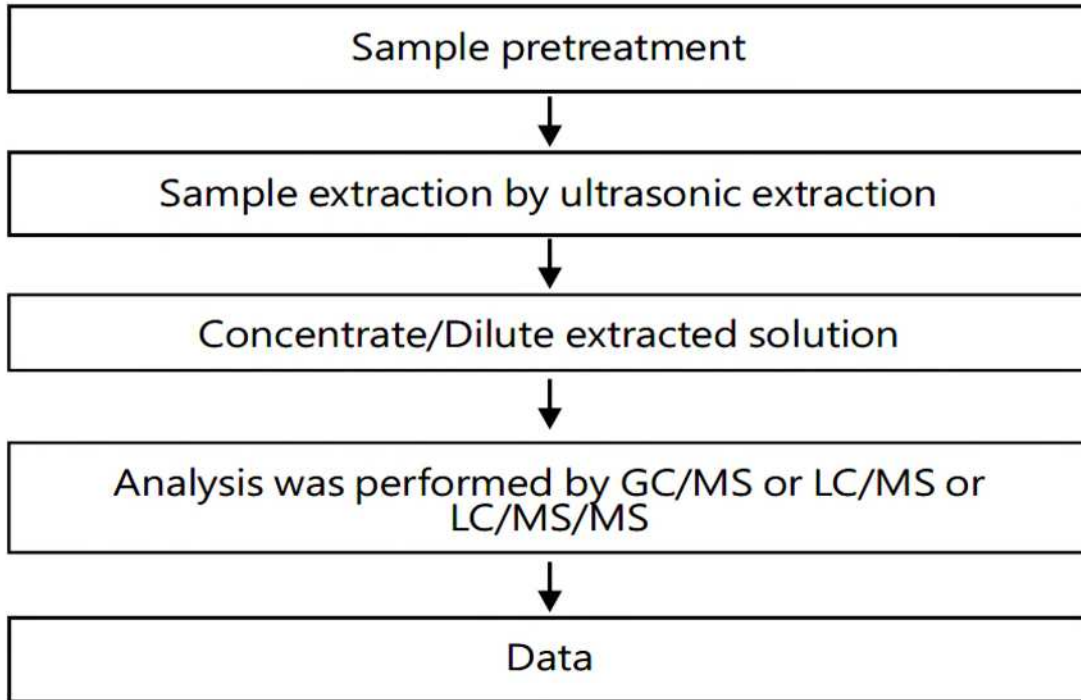 Sample pretreatment
Sample extraction by ultrasonic extraction
Concentrate/Dilute extracted solution
Analysis was performed by GC/MS or LC/MS or
LC/MS/MS
Data